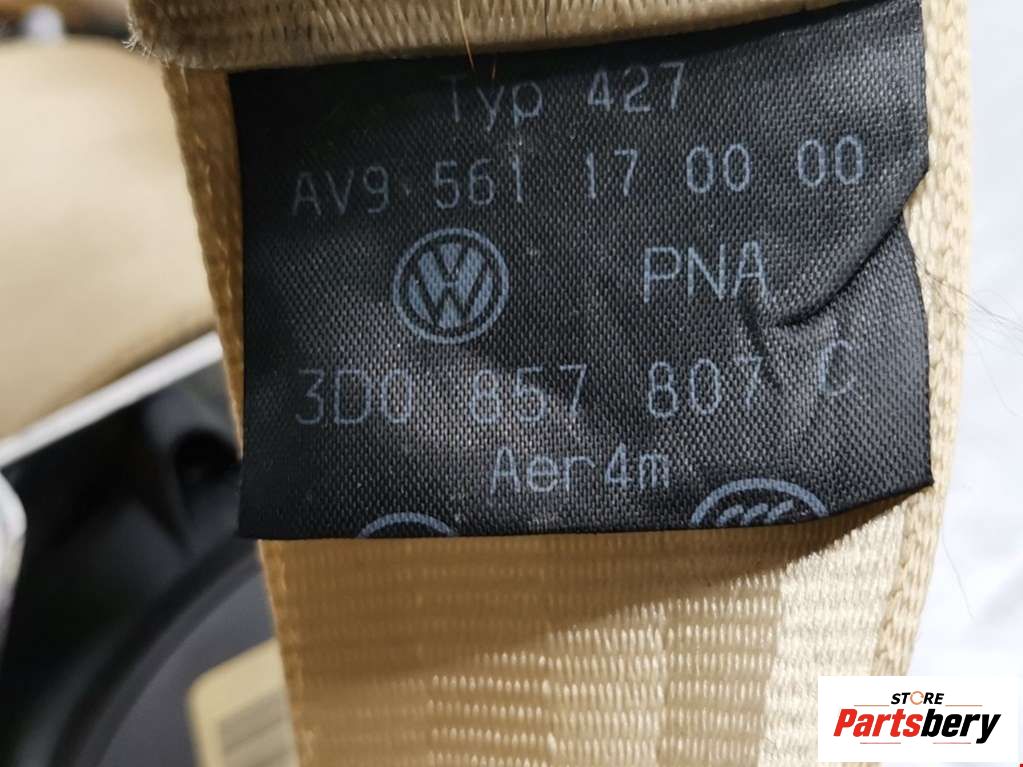 Typ 427
AV9 561 17 00 00
PNA
3D0 857 807 C
Aer4m
STORE
Partsbery